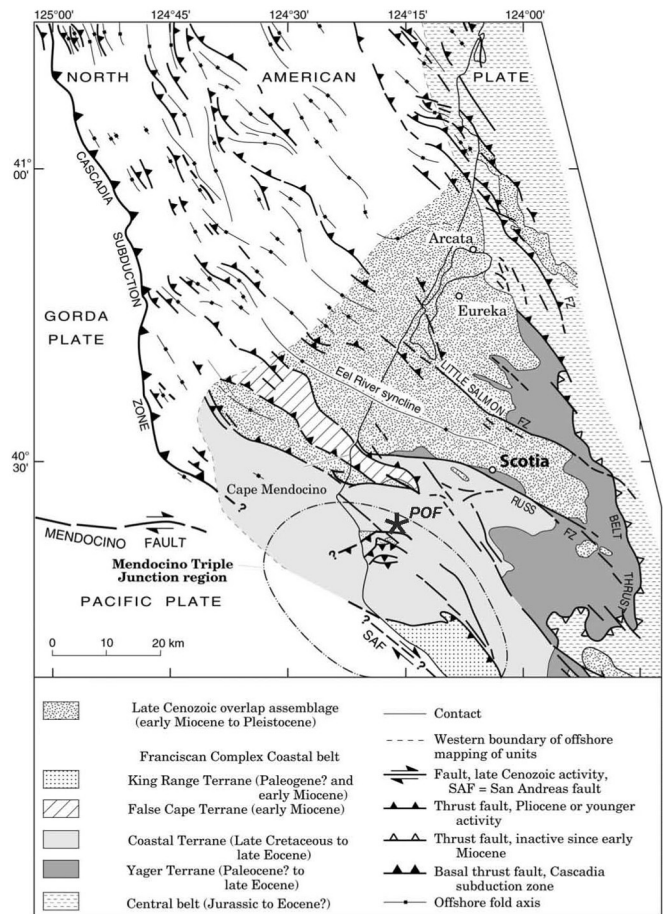 125°00' 124°45' 124°30' 124°15' 124°00'
NORTH AMERICAN PLATE
41°
00'
CASCADIA
SUBDUCTION
ZONE
GORDA
PLATE
Arcata
Eureka
FZ
LITTLE SALMON
FZ
Eel River syncline
40°
30'
Scotia
Cape Mendocino
RUSS
FZ
POF
BELT
THRUST
?
MENDOCINO FAULT
?
Mendocino Triple
Junction region
PACIFIC PLATE
?
SAF
?
0 10 20 km
Late Cenozoic overlap assemblage
(early Miocene to Pleistocene)
Franciscan Complex Coastal belt
King Range Terrane (Paleogene? and
early Miocene)
False Cape Terrane (early Miocene)
Coastal Terrane (Late Cretaceous to
late Eocene)
Yager Terrane (Paleocene? to
late Eocene)
Central belt (Jurassic to Eocene?)
Contact
Western boundary of offshore
mapping of units
Fault, late Cenozoic activity,
SAF = San Andreas fault
Thrust fault, Pliocene or younger
activity
Thrust fault, inactive since early
Miocene
Basal thrust fault, Cascadia
subduction zone
Offshore fold axis